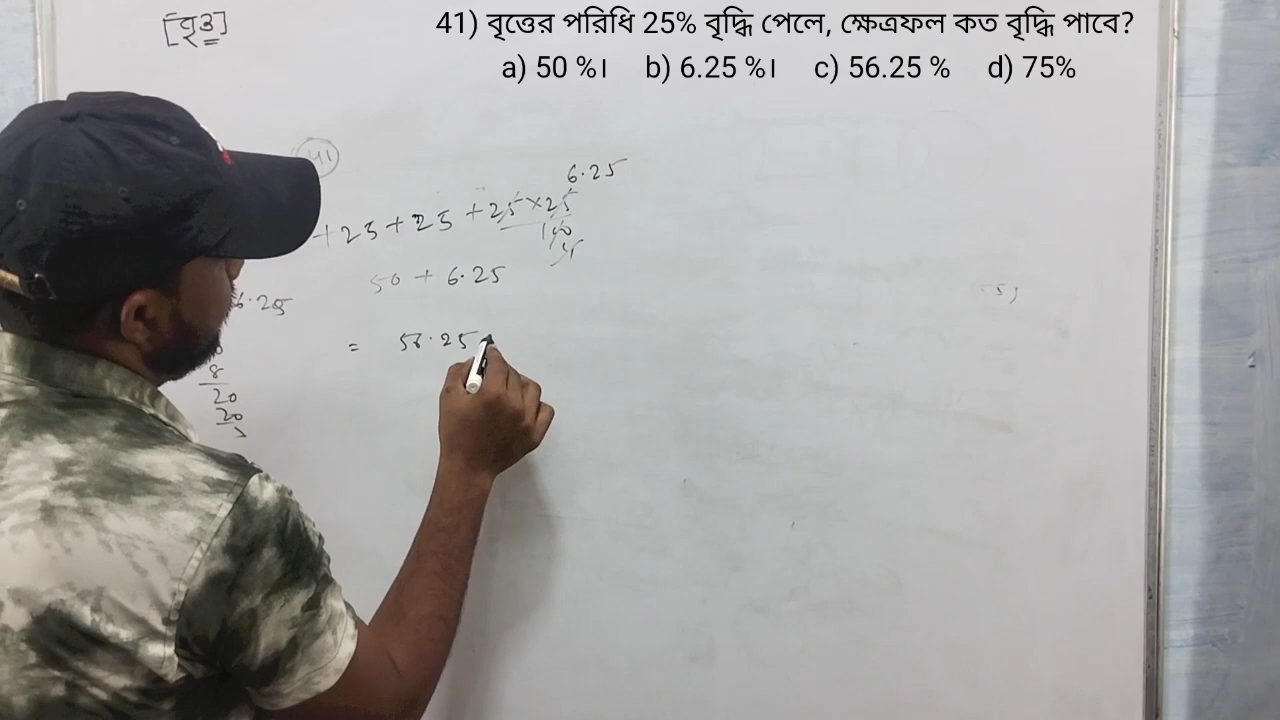 [বৃত্ত]
41) বৃত্তের পরিধি 25% বৃদ্ধি পেলে, ক্ষেত্রফল কত বৃদ্ধি পাবে?
a) 50 %। b) 6.25 %। c) 56.25 % d) 75%
41
6.25
+25+25 +25×25
100
4
50 + 6.25
6.25
= 56.25
8
20
20